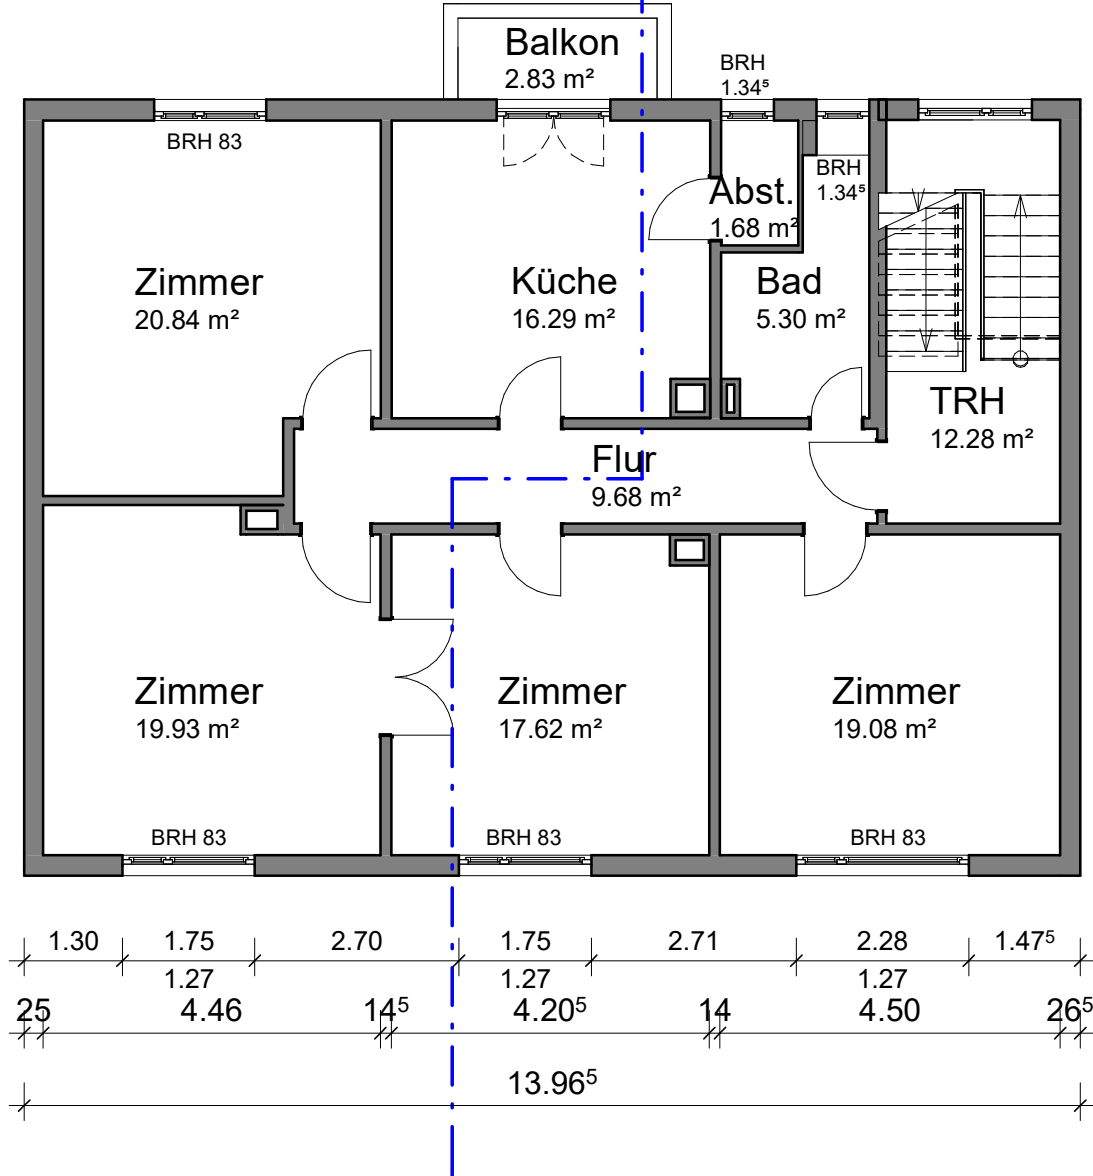 Balkon
2.83 m²
BRH
1.34⁵
BRH 83
BRH
1.34⁵
Abst.
1.68 m²
Zimmer
20.84 m²
Küche
16.29 m²
Bad
5.30 m²
TRH
12.28 m²
Flur
9.68 m²
Zimmer
19.93 m²
Zimmer
17.62 m²
Zimmer
19.08 m²
BRH 83
BRH 83
BRH 83
1.30 1.75 2.70 1.75 2.71 2.28 1.47⁵
1.27 1.27 1.27
25 4.46 14⁵ 4.20⁵ 14 4.50 26⁵
13.96⁵